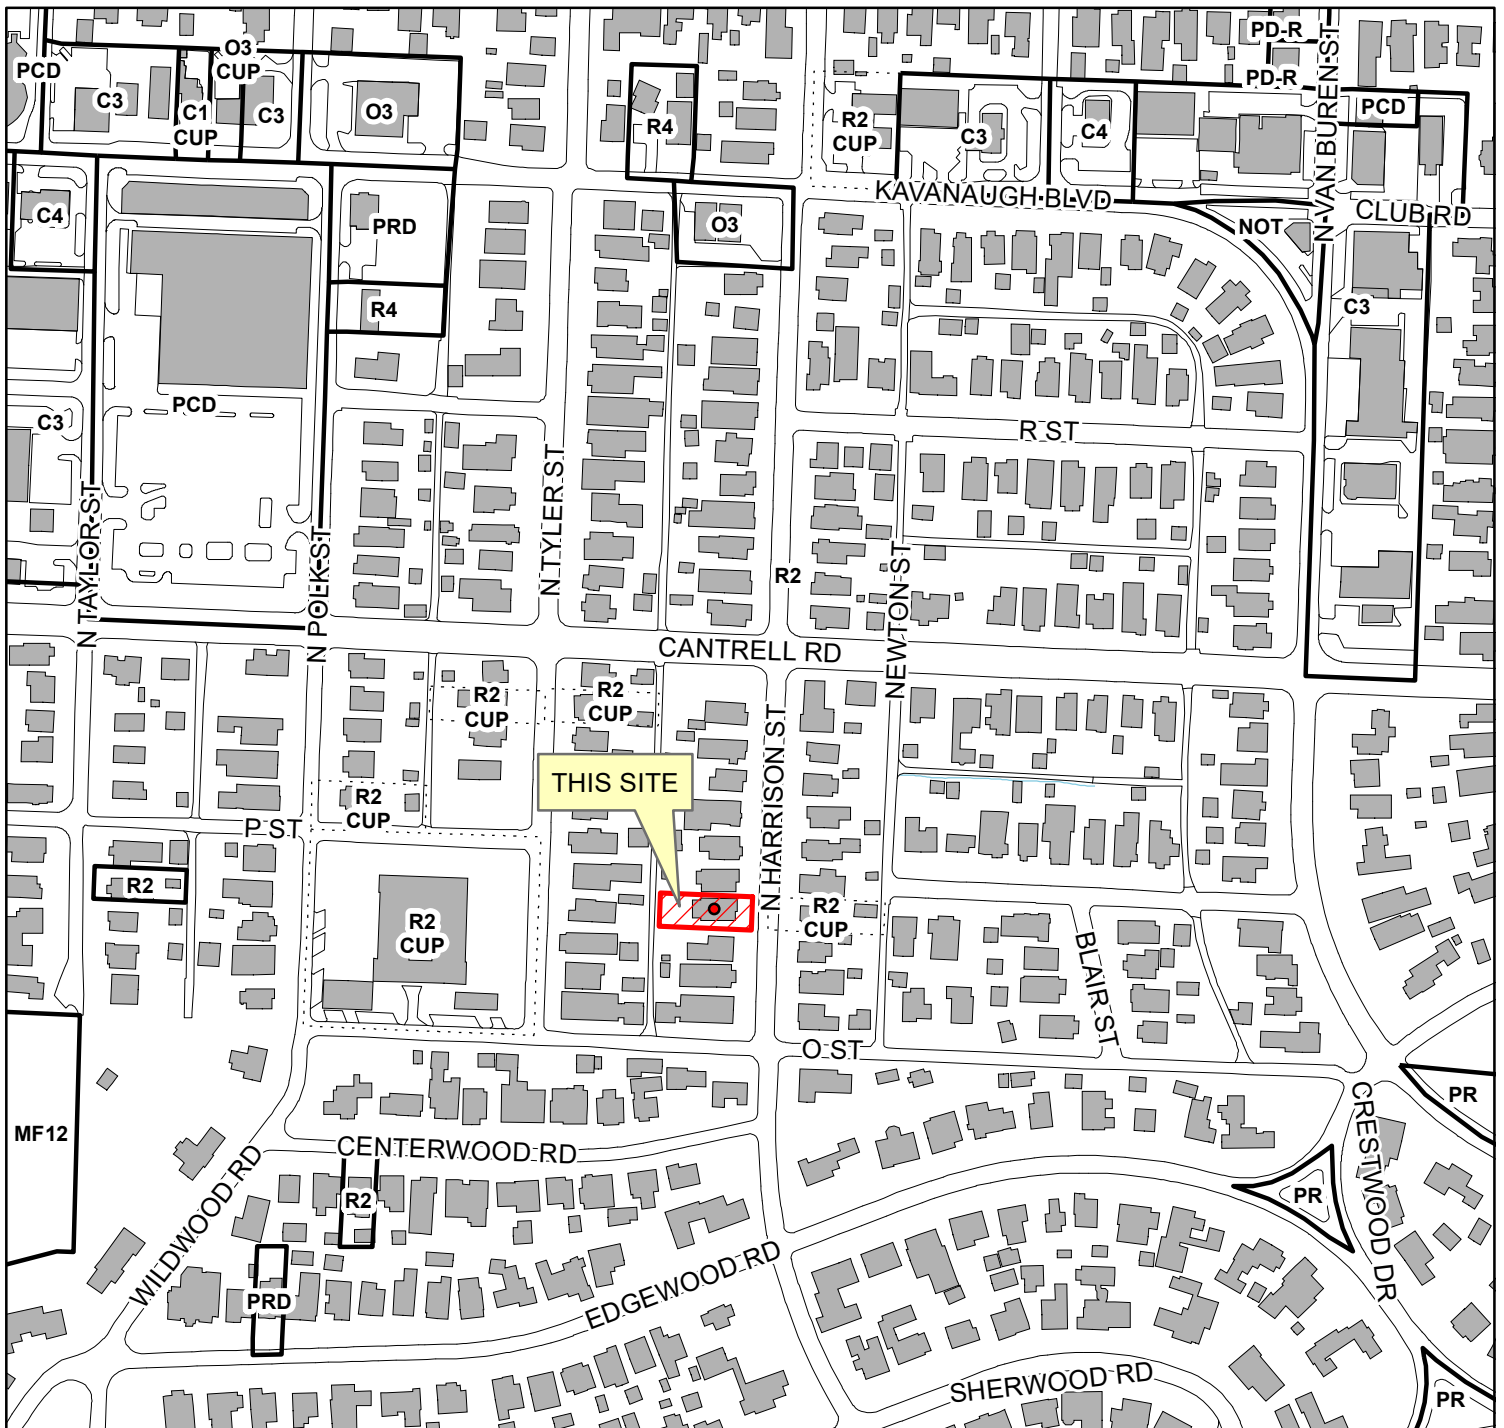 PD-R
O3
CUP
PCD
PD-R
C3
C1
CUP
C3
O3
R4
R2
CUP
C3
C4
PCD
N VAN BUREN ST
KAVANAUGH BLVD
CLUB RD
C4
PRD
O3
NOT
R4
C3
PCD
C3
R ST
N TAYLOR ST
N POLK ST
N TYLER ST
R2
NEWTON ST
CANTRELL RD
R2
CUP
R2
CUP
N HARRISON ST
THIS SITE
R2
CUP
P ST
R2
R2
CUP
R2
CUP
BLAIR ST
O ST
MF12
PR
CENTERWOOD RD
CRESTWOOD DR
R2
PR
WILDWOOD RD
PRD
EDGEWOOD RD
SHERWOOD RD
PR